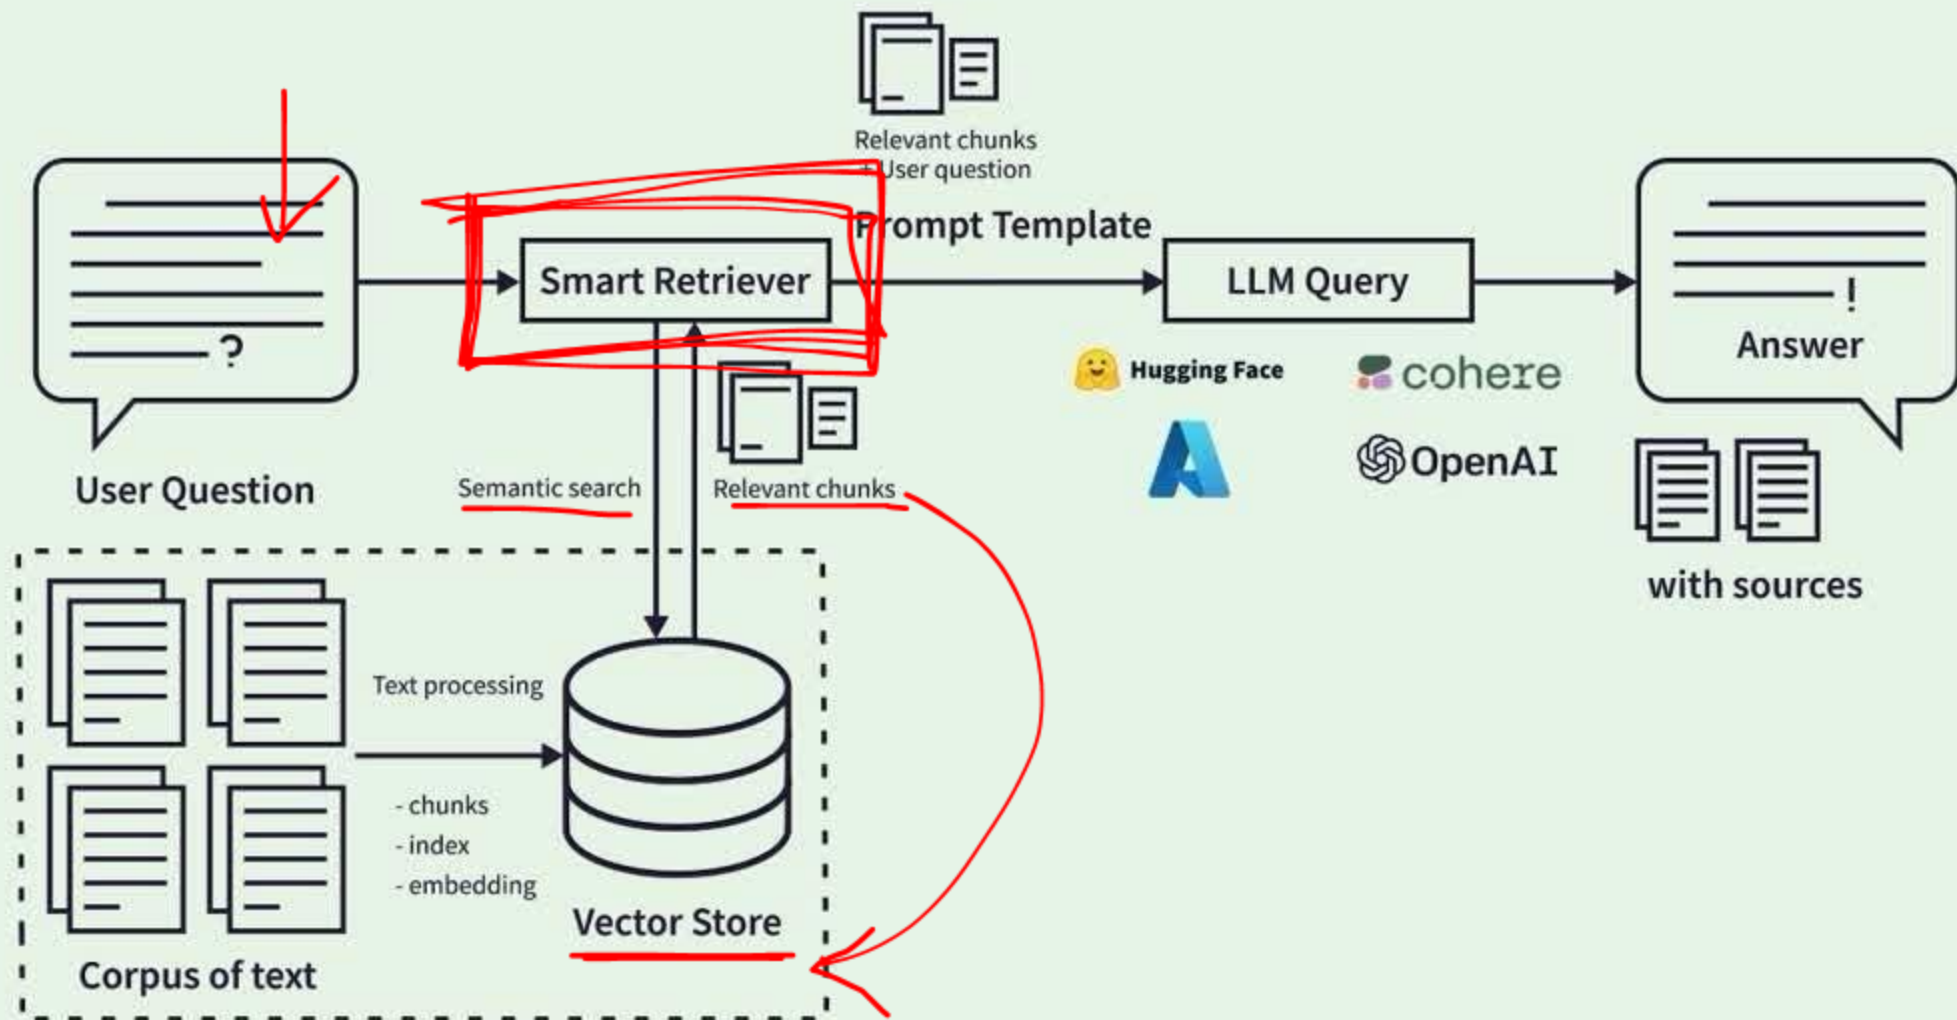 Relevant chunks
+ User question
Prompt Template
?
Smart Retriever
LLM Query
!
Answer
Hugging Face
cohere
OpenAI
User Question
Semantic search
Relevant chunks
with sources
Text processing
- chunks
- index
- embedding
Vector Store
Corpus of text